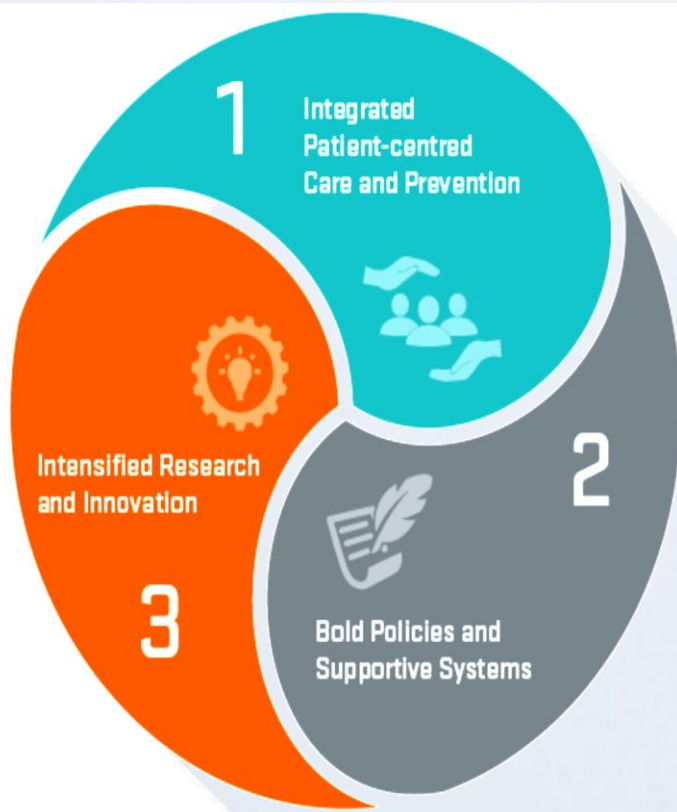 1
Integrated
Patient-centred
Care and Prevention
2
Bold Policies and
Supportive Systems
Intensified Research
and Innovation
3